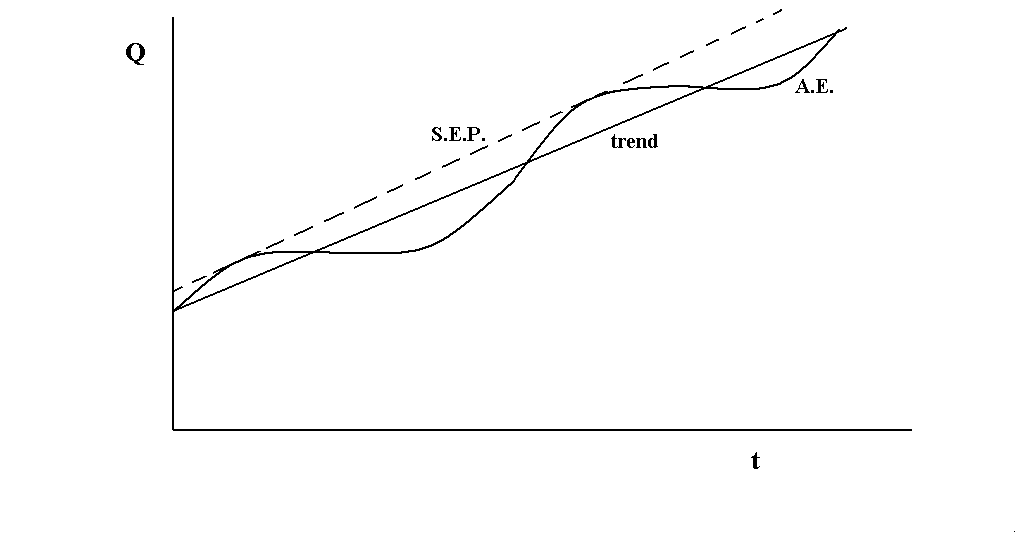 Q
A.E.
S.E.P.
trend
t